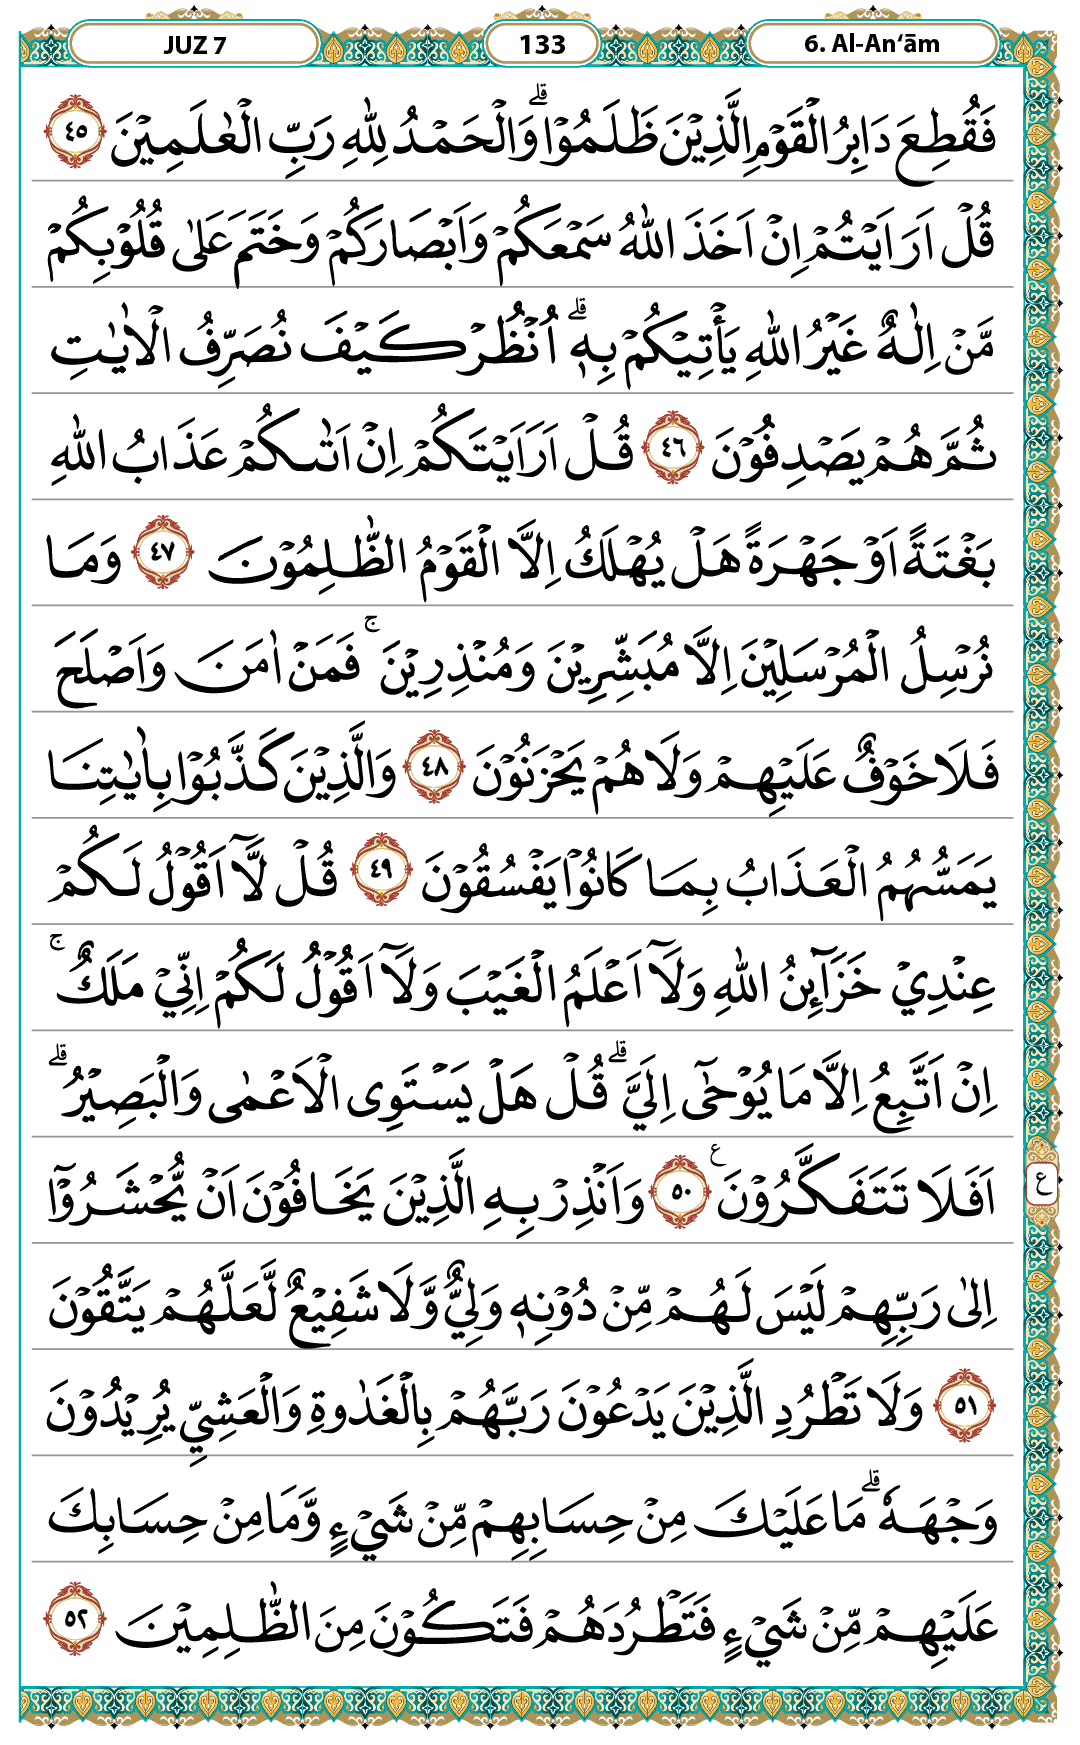 JUZ 7 133 6. Al-An‘ām
فَقُطِعَ دَابِرُ الْقَوْمِ الَّذِيْنَ ظَلَمُوْاۗ وَالْحَمْدُ لِلّٰهِ رَبِّ الْعٰلَمِيْنَ ٤٥
قُلْ اَرَاَيْتُمْ اِنْ اَخَذَ اللّٰهُ سَمْعَكُمْ وَاَبْصَارَكُمْ وَخَتَمَ عَلٰى قُلُوْبِكُمْ
مَّنْ اِلٰهٌ غَيْرُ اللّٰهِ يَأْتِيْكُمْ بِهٖۗ اُنْظُرْ كَيْفَ نُصَرِّفُ الْاٰيٰتِ
ثُمَّ هُمْ يَصْدِفُوْنَ ٤٦ قُلْ اَرَاَيْتَكُمْ اِنْ اَتٰىكُمْ عَذَابُ اللّٰهِ
بَغْتَةً اَوْ جَهْرَةً هَلْ يُهْلَكُ اِلَّا الْقَوْمُ الظّٰلِمُوْنَ ٤٧ وَمَا
نُرْسِلُ الْمُرْسَلِيْنَ اِلَّا مُبَشِّرِيْنَ وَمُنْذِرِيْنَۚ فَمَنْ اٰمَنَ وَاَصْلَحَ
فَلَا خَوْفٌ عَلَيْهِمْ وَلَا هُمْ يَحْزَنُوْنَ ٤٨ وَالَّذِيْنَ كَذَّبُوْا بِاٰيٰتِنَا
يَمَسُّهُمُ الْعَذَابُ بِمَا كَانُوْا يَفْسُقُوْنَ ٤٩ قُلْ لَّآ اَقُوْلُ لَكُمْ
عِنْدِيْ خَزَاۤىِٕنُ اللّٰهِ وَلَآ اَعْلَمُ الْغَيْبَ وَلَآ اَقُوْلُ لَكُمْ اِنِّيْ مَلَكٌۚ
اِنْ اَتَّبِعُ اِلَّا مَا يُوْحٰٓى اِلَيَّۗ قُلْ هَلْ يَسْتَوِى الْاَعْمٰى وَالْبَصِيْرُۗ
اَفَلَا تَتَفَكَّرُوْنَ ࣖ ٥٠ وَاَنْذِرْ بِهِ الَّذِيْنَ يَخَافُوْنَ اَنْ يُّحْشَرُوْٓا ع
اِلٰى رَبِّهِمْ لَيْسَ لَهُمْ مِّنْ دُوْنِهٖ وَلِيٌّ وَّلَا شَفِيْعٌ لَّعَلَّهُمْ يَتَّقُوْنَ
٥١ وَلَا تَطْرُدِ الَّذِيْنَ يَدْعُوْنَ رَبَّهُمْ بِالْغَدٰوةِ وَالْعَشِيِّ يُرِيْدُوْنَ
وَجْهَهٗۗ مَا عَلَيْكَ مِنْ حِسَابِهِمْ مِّنْ شَيْءٍ وَّمَا مِنْ حِسَابِكَ
عَلَيْهِمْ مِّنْ شَيْءٍ فَتَطْرُدَهُمْ فَتَكُوْنَ مِنَ الظّٰلِمِيْنَ ٥٢